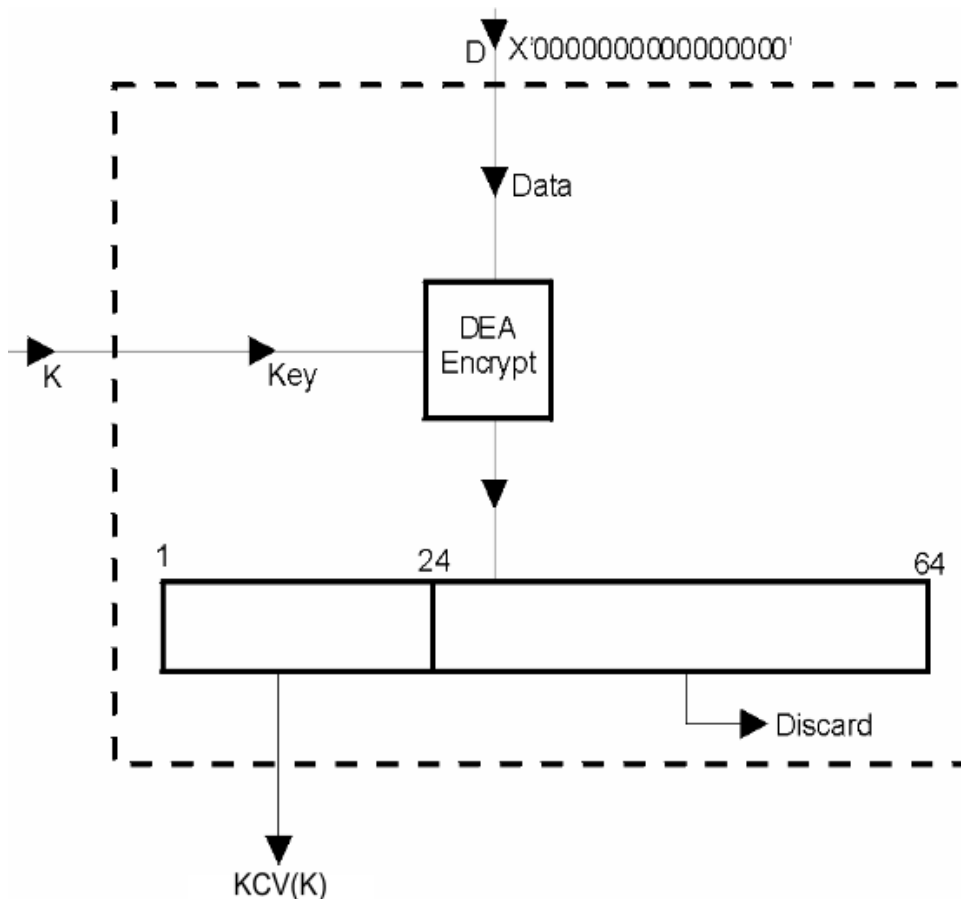 D X'0000000000000000'
Data
DEA
Encrypt
K
Key
1 24 64
Discard
KCV(K)